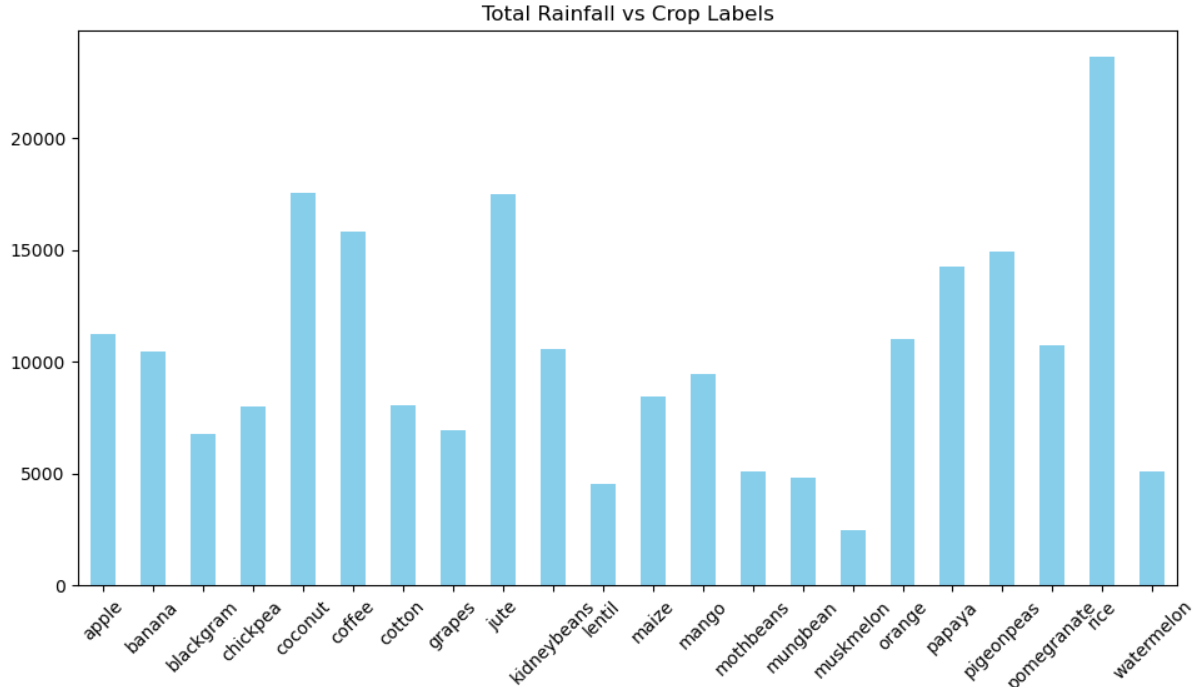 Total Rainfall vs Crop Labels
20000
15000
10000
5000
0
apple
banana
blackgram
chickpea
coconut
coffee
cotton
grapes
jute
kidneybeans
lentil
maize
mango
mothbeans
mungbean
muskmelon
orange
papaya
pigeonpeas
pomegranate
rice
watermelon